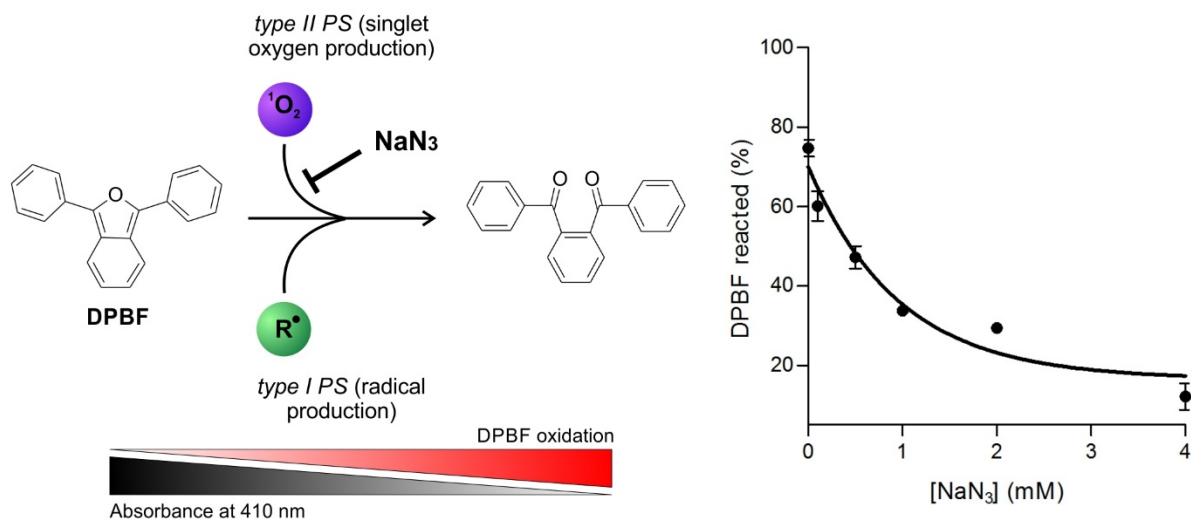 type II PS (singlet
oxygen production)
¹O₂
NaN₃
O
O
O
DPBF
R•
type I PS (radical
production)
DPBF oxidation
Absorbance at 410 nm
100
80
60
40
20
0
1
2
3
4
DPBF reacted (%)
[NaN₃] (mM)